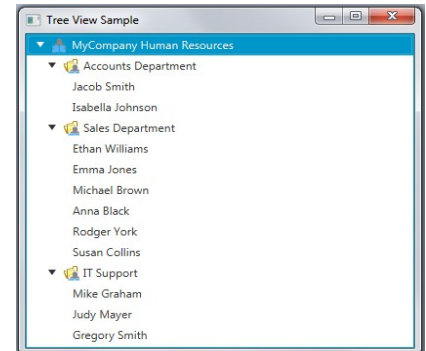 Tree View Sample
MyCompany Human Resources
Accounts Department
Jacob Smith
Isabella Johnson
Sales Department
Ethan Williams
Emma Jones
Michael Brown
Anna Black
Rodger York
Susan Collins
IT Support
Mike Graham
Judy Mayer
Gregory Smith